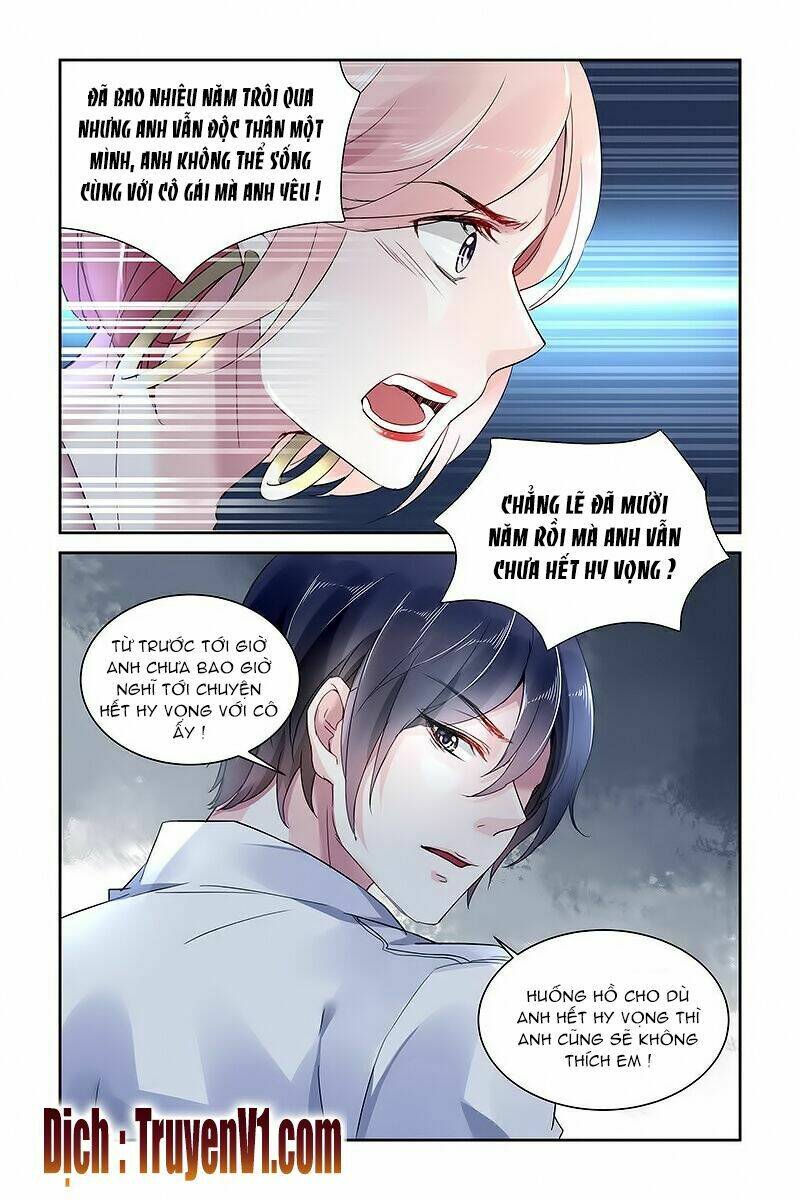 ĐÃ BAO NHIÊU NĂM TRÔI QUA
NHƯNG ANH VẪN ĐỘC THÂN MỘT
MÌNH, ANH KHÔNG THỂ SỐNG
CÙNG VỚI CÔ GÁI MÀ ANH YÊU !
CHẲNG LẼ ĐÃ MƯỜI
NĂM RỒI MÀ ANH VẪN
CHƯA HẾT HY VỌNG ?
TỪ TRƯỚC TỚI GIỜ
ANH CHƯA BAO GIỜ
NGHĨ TỚI CHUYỆN
HẾT HY VỌNG VỚI CÔ
ẤY !
HUỐNG HỒ CHO DÙ
ANH HẾT HY VỌNG THÌ
ANH CŨNG SẼ KHÔNG
THÍCH EM !
Dịch : TruyenV1.com